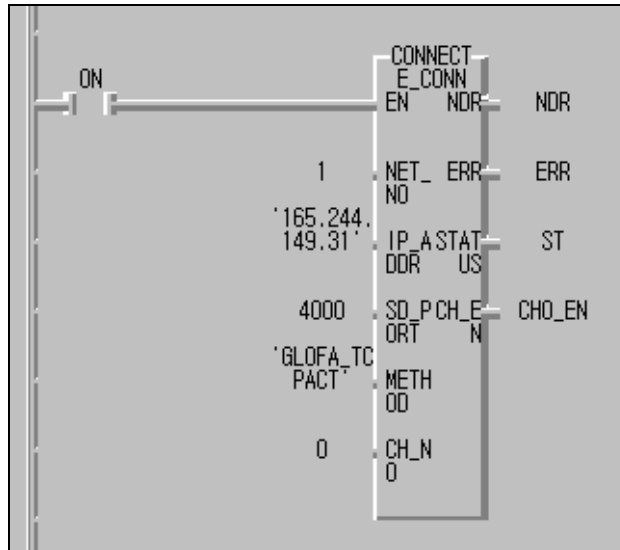 CONNECT
ON E_CONN
EN NDR NDR
1 NET_ ERR ERR
NO
'165.244.
149.31' IP_A STAT ST
DDR US
4000 SD_P CH_E CHO_EN
ORT N
'GLOFA_TC
PACT' METH
OD
0 CH_N
O